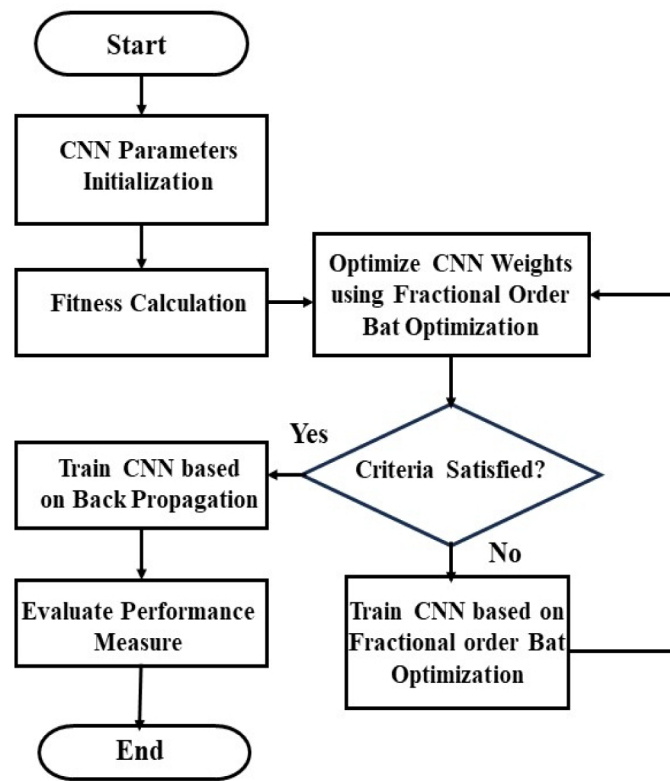 Start
CNN Parameters
Initialization
Fitness Calculation
Optimize CNN Weights
using Fractional Order
Bat Optimization
Criteria Satisfied?
Yes
No
Train CNN based
on Back Propagation
Train CNN based on
Fractional order Bat
Optimization
Evaluate Performance
Measure
End